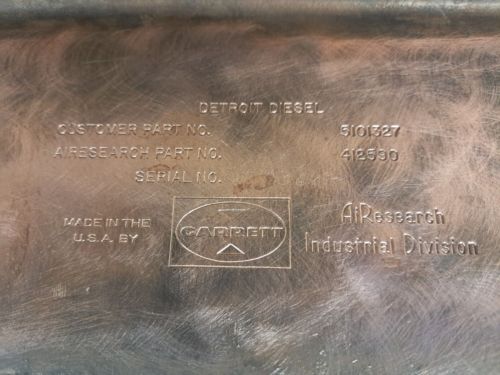 DETROIT DIESEL
CUSTOMER PART NO. 5101327
AIRESEARCH PART NO. 412530
SERIAL NO.
MADE IN THE
U.S.A. BY
GARRETT
AiResearch
Industrial Division